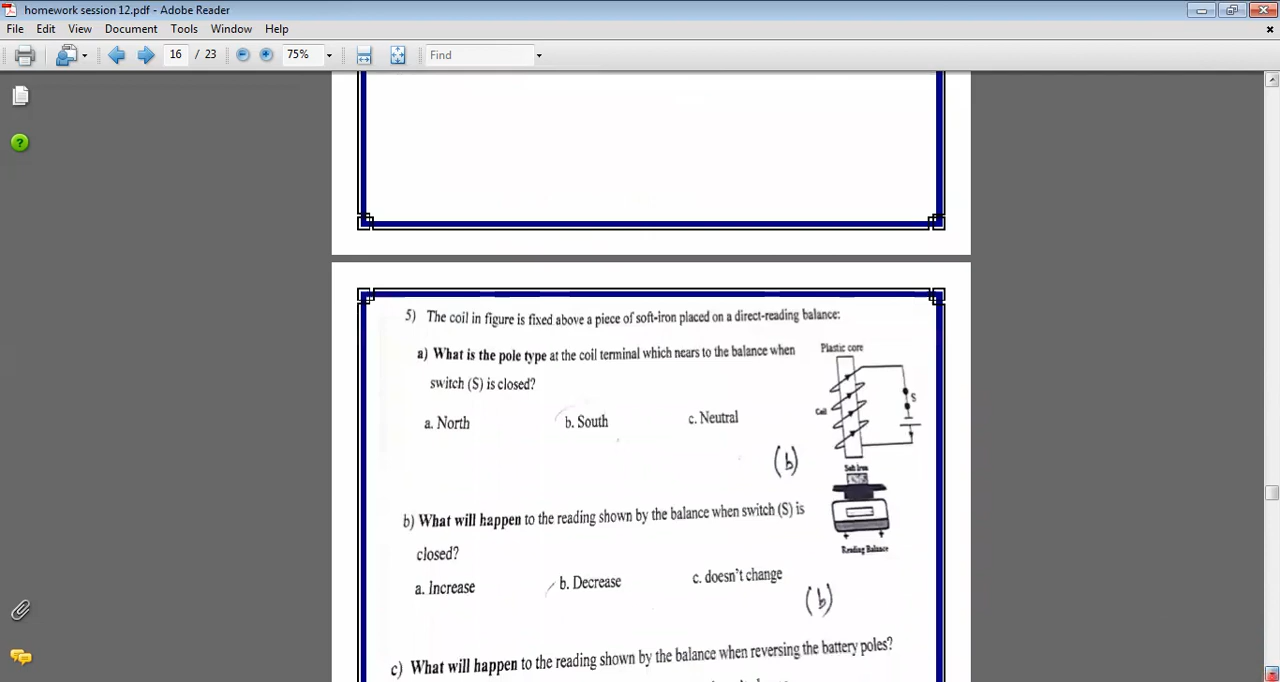 homework session 12.pdf - Adobe Reader
File Edit View Document Tools Window Help
16 / 23 75% Find
5) The coil in figure is fixed above a piece of soft-iron placed on a direct-reading balance:
a) What is the pole type at the coil terminal which nears to the balance when
switch (S) is closed?
a. North b. South c. Neutral
(b)
Plastic core
S
Coil
Soft Iron
Reading Balance
b) What will happen to the reading shown by the balance when switch (S) is
closed?
a. Increase b. Decrease c. doesn't change
(b)
c) What will happen to the reading shown by the balance when reversing the battery poles?